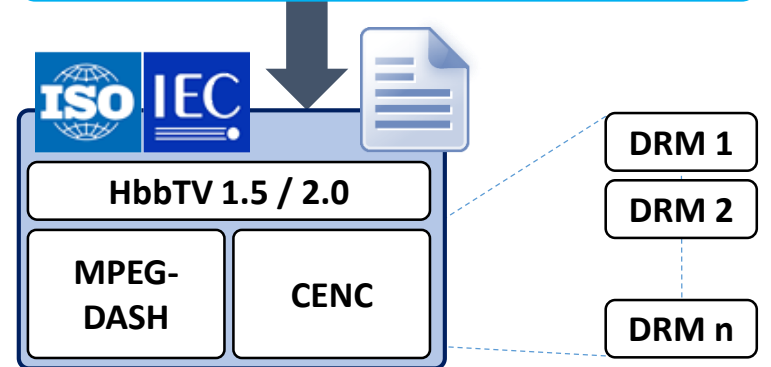 ISO
IEC
HbbTV 1.5 / 2.0
MPEG-
DASH
CENC
DRM 1
DRM 2
DRM n